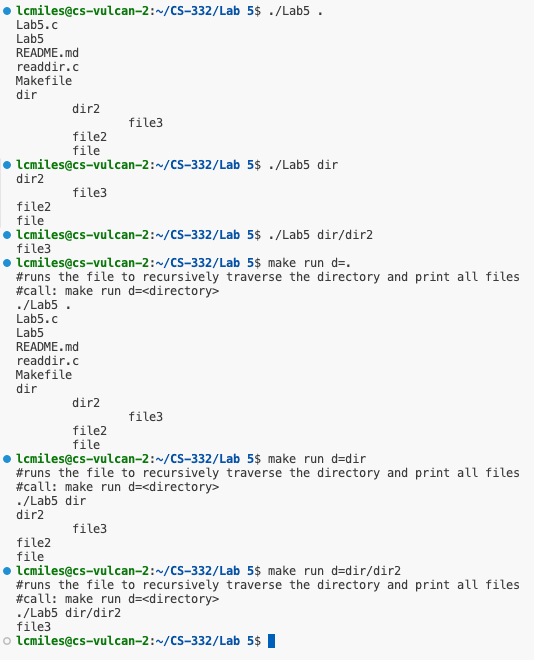 lcmiles@cs-vulcan-2:~/CS-332/Lab 5$ ./Lab5 .
Lab5.c
Lab5
README.md
readdir.c
Makefile
dir
        dir2
                file3
        file2
        file
lcmiles@cs-vulcan-2:~/CS-332/Lab 5$ ./Lab5 dir
dir2
        file3
file2
file
lcmiles@cs-vulcan-2:~/CS-332/Lab 5$ ./Lab5 dir/dir2
file3
lcmiles@cs-vulcan-2:~/CS-332/Lab 5$ make run d=.
#runs the file to recursively traverse the directory and print all files
#call: make run d=<directory>
./Lab5 .
Lab5.c
Lab5
README.md
readdir.c
Makefile
dir
        dir2
                file3
        file2
        file
lcmiles@cs-vulcan-2:~/CS-332/Lab 5$ make run d=dir
#runs the file to recursively traverse the directory and print all files
#call: make run d=<directory>
./Lab5 dir
dir2
        file3
file2
file
lcmiles@cs-vulcan-2:~/CS-332/Lab 5$ make run d=dir/dir2
#runs the file to recursively traverse the directory and print all files
#call: make run d=<directory>
./Lab5 dir/dir2
file3
lcmiles@cs-vulcan-2:~/CS-332/Lab 5$